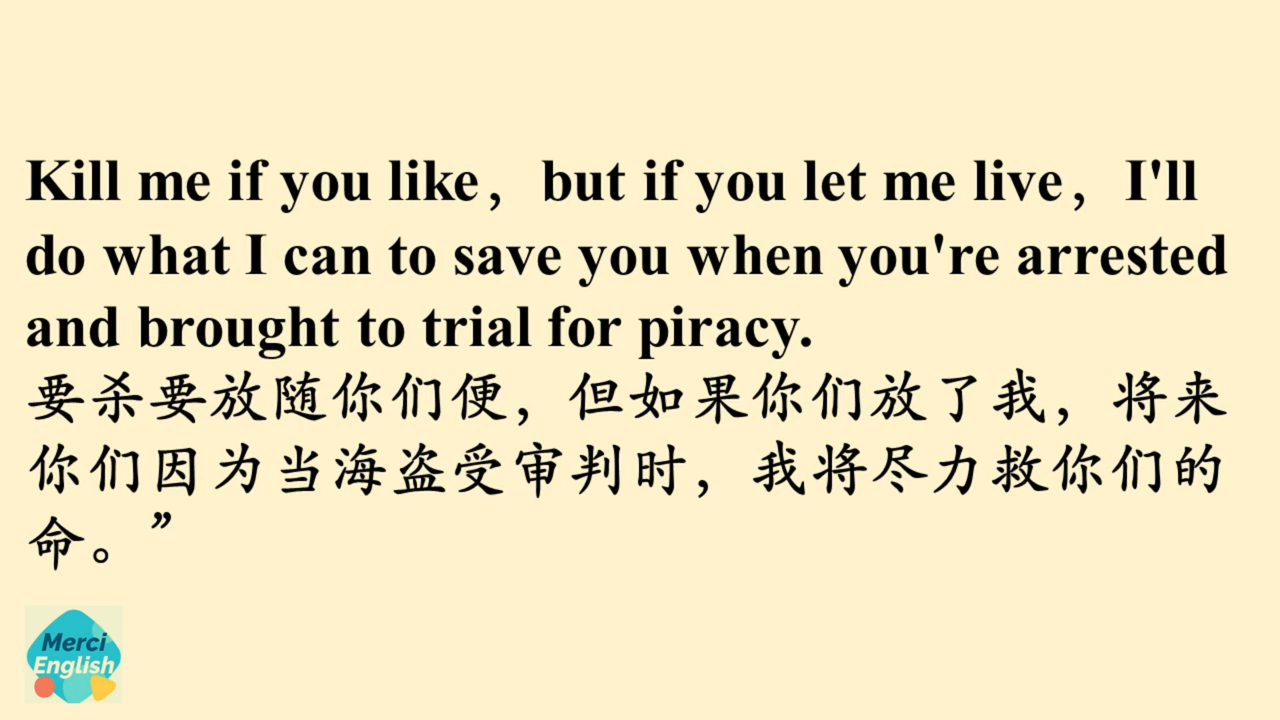 Kill me if you like，but if you let me live，I'll
do what I can to save you when you're arrested
and brought to trial for piracy.
要杀要放随你们便，但如果你们放了我，将来
你们因为当海盗受审判时，我将尽力救你们的
命。”
Merci
English